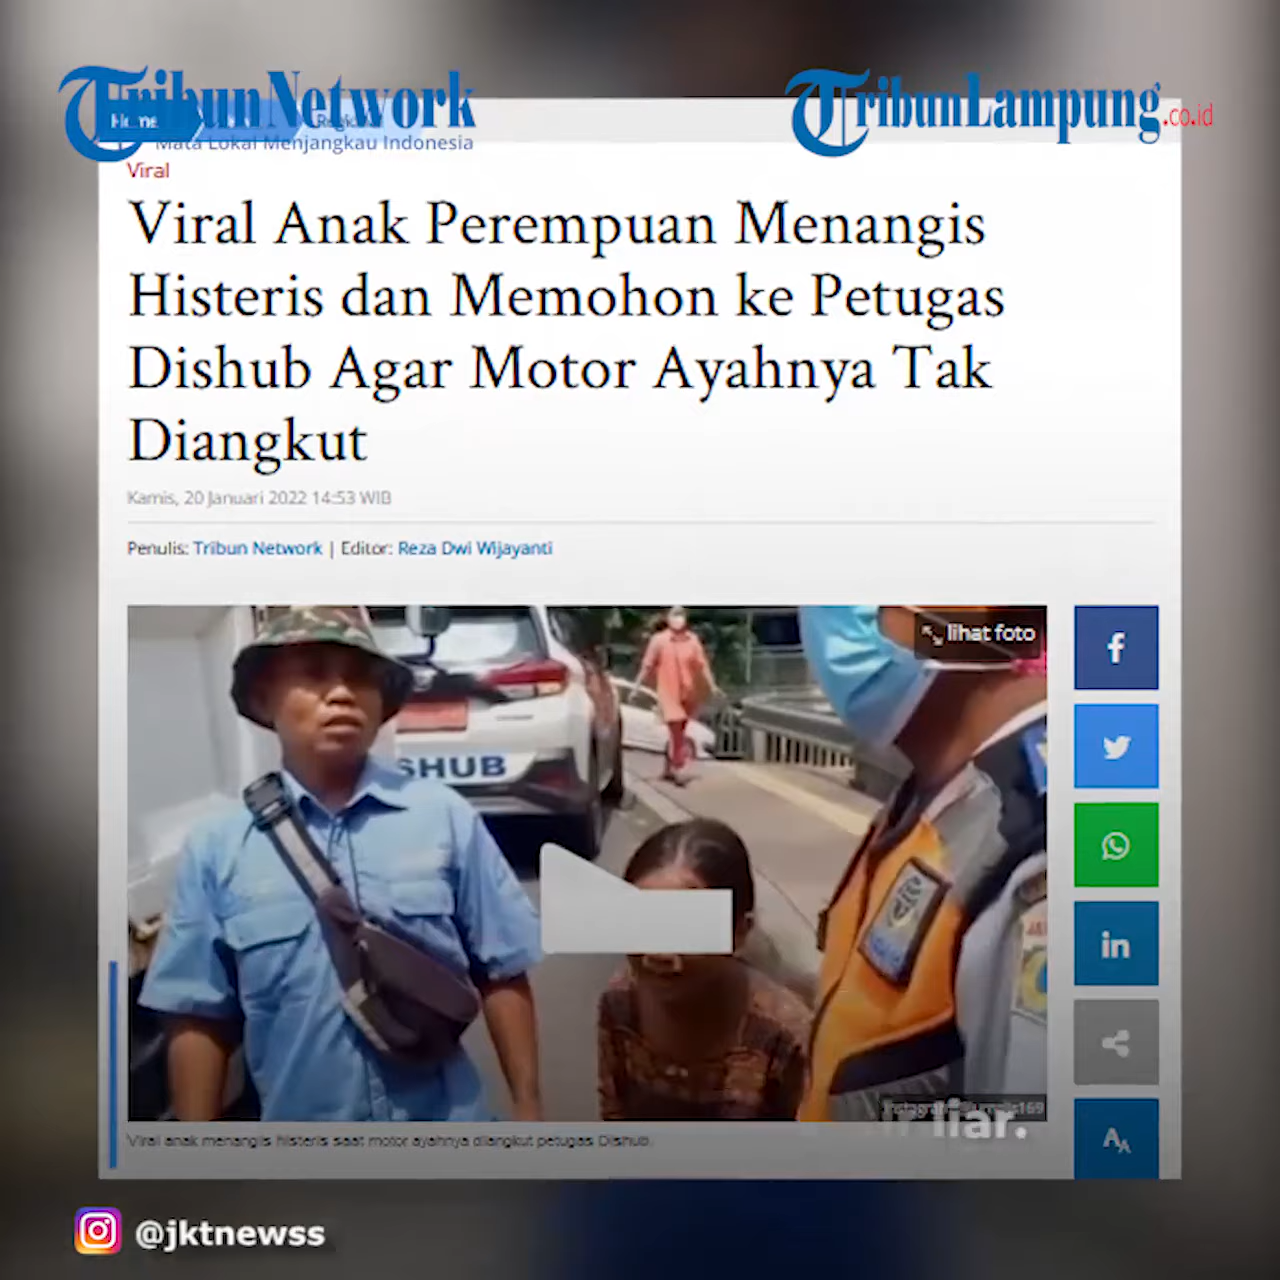 TribunNetwork
Mata Lokal Menjangkau Indonesia
TribunLampung.co.id
Home
Viral
Viral Anak Perempuan Menangis
Histeris dan Memohon ke Petugas
Dishub Agar Motor Ayahnya Tak
Diangkut
Kamis, 20 Januari 2022 14:53 WIB
Penulis: Tribun Network | Editor: Reza Dwi Wijayanti
lihat foto
SHUB
liar.
Viral anak menangis histeris saat motor ayahnya diangkut petugas Dishub.
@jktnewss